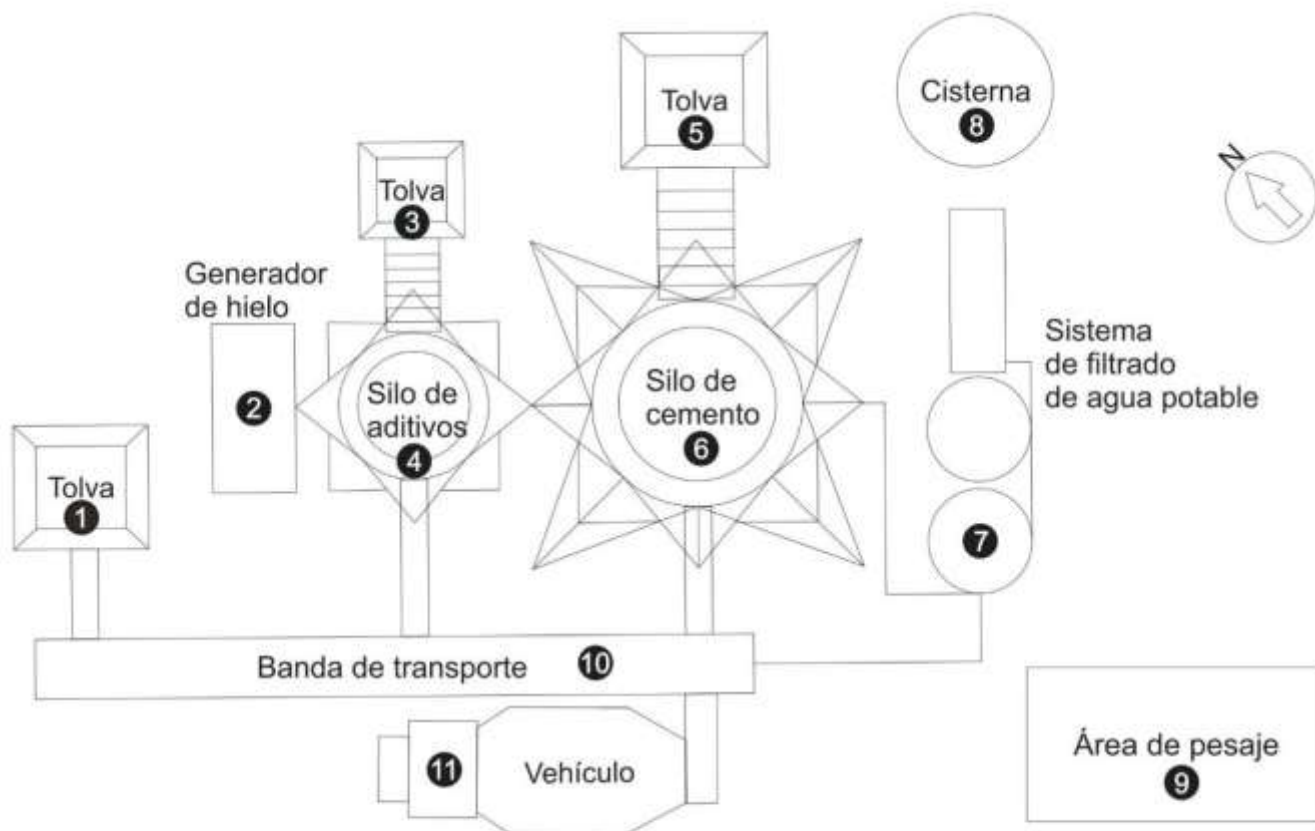 Tolva
1
Generador
de hielo
2
Tolva
3
Silo de
aditivos
4
Tolva
5
Silo de
cemento
6
Cisterna
8
N
Sistema
de filtrado
de agua potable
7
Banda de transporte 10
11 Vehículo
Área de pesaje
9